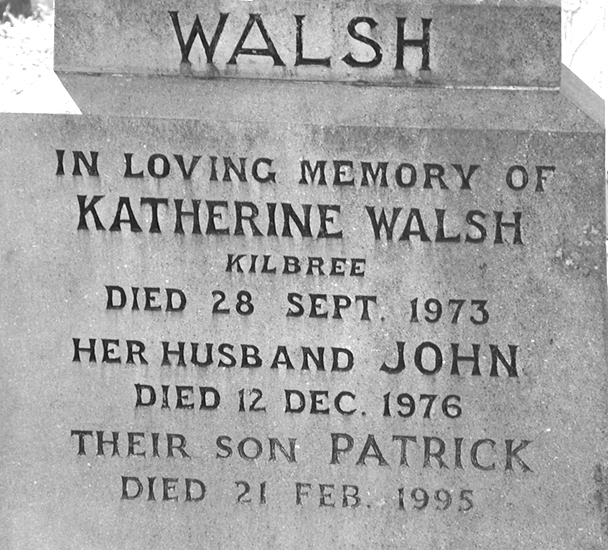 WALSH
IN LOVING MEMORY OF
KATHERINE WALSH
KILBREE
DIED 28 SEPT. 1973
HER HUSBAND JOHN
DIED 12 DEC. 1976
THEIR SON PATRICK
DIED 21 FEB. 1995